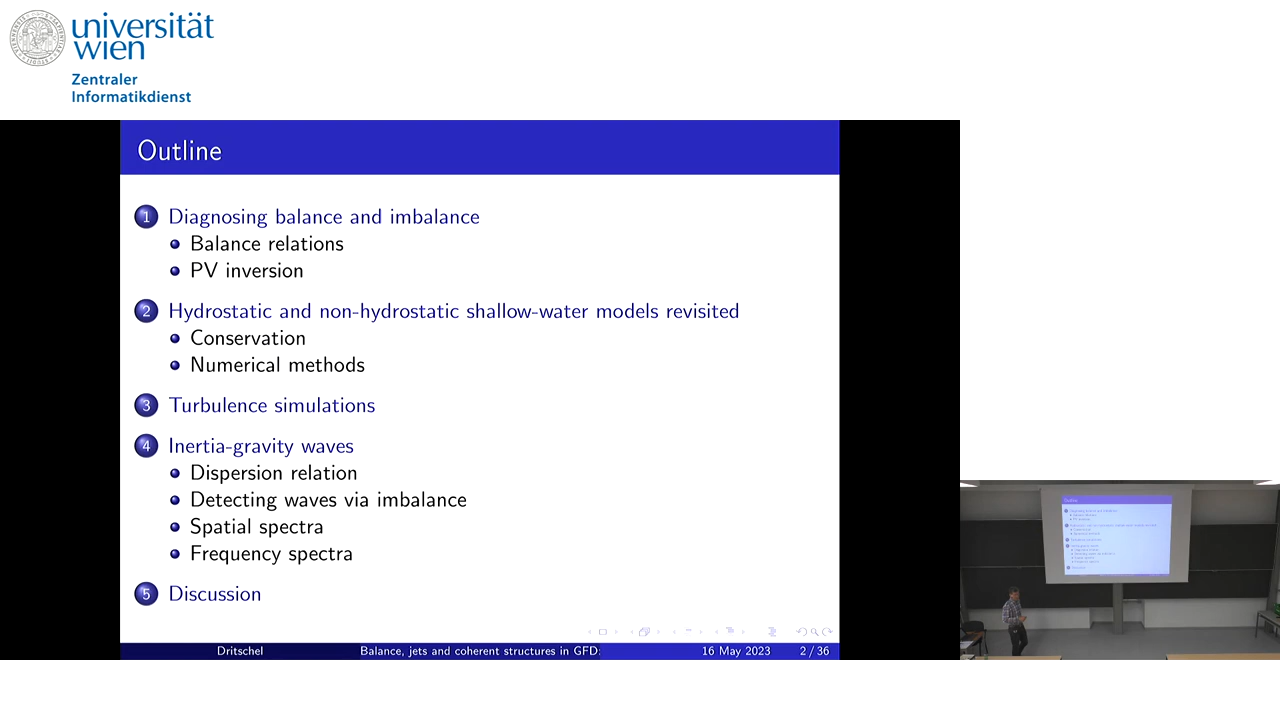 universität
wien
Zentraler
Informatikdienst
Outline
1 Diagnosing balance and imbalance
Balance relations
PV inversion
2 Hydrostatic and non-hydrostatic shallow-water models revisited
Conservation
Numerical methods
3 Turbulence simulations
4 Inertia-gravity waves
Dispersion relation
Detecting waves via imbalance
Spatial spectra
Frequency spectra
5 Discussion
Dritschel Balance, jets and coherent structures in GFD: 16 May 2023 2 / 36